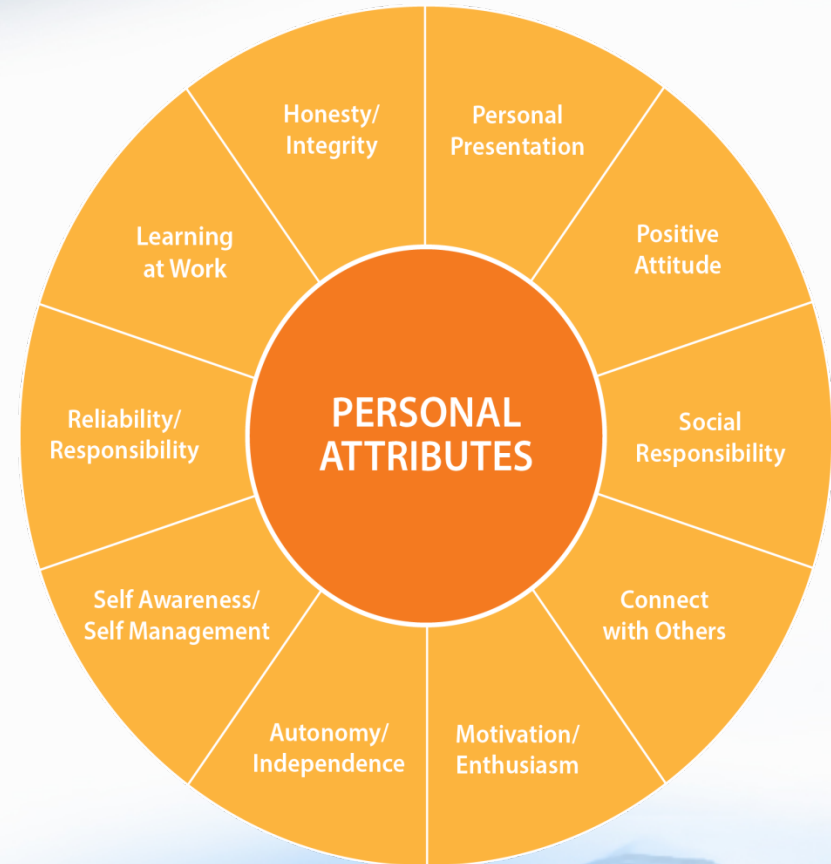 Honesty/
Integrity
Personal
Presentation
Positive
Attitude
Social
Responsibility
Connect
with Others
Motivation/
Enthusiasm
Autonomy/
Independence
Self Awareness/
Self Management
Reliability/
Responsibility
Learning
at Work
PERSONAL
ATTRIBUTES